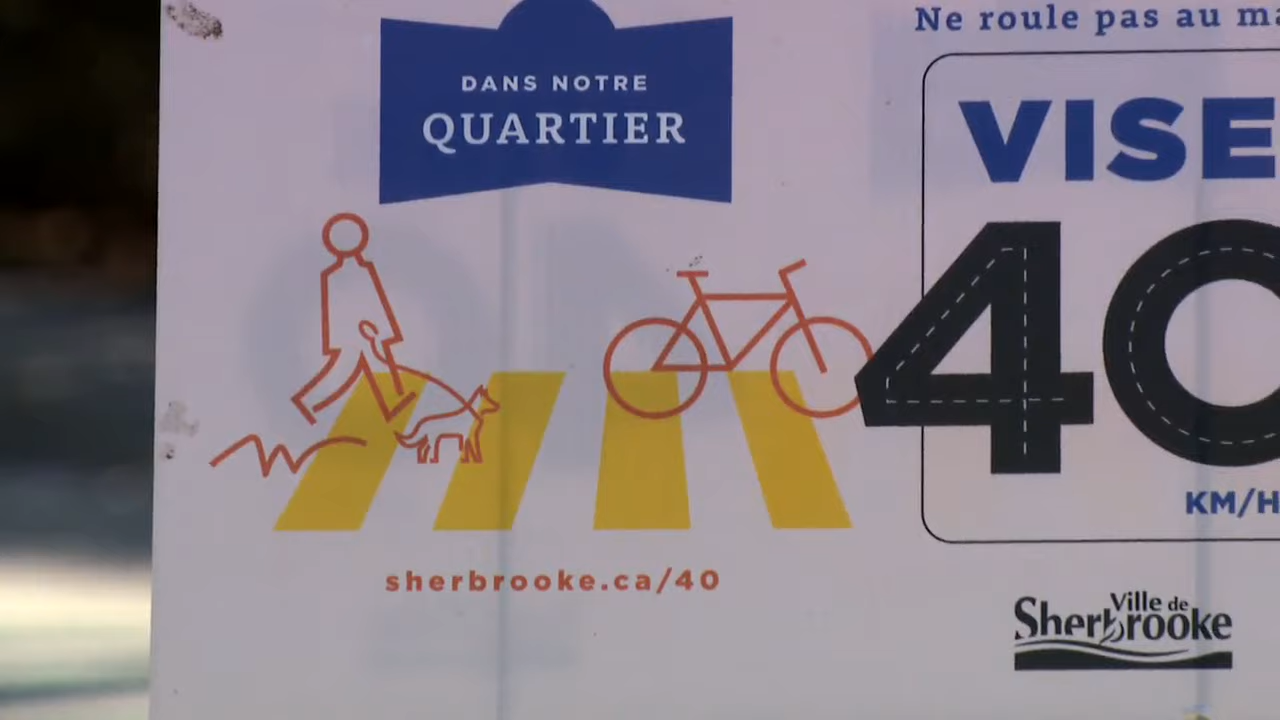 DANS NOTRE
QUARTIER
sherbrooke.ca/40
Ne roule pas au
VISE
40
KM/H
Ville de
Sherbrooke